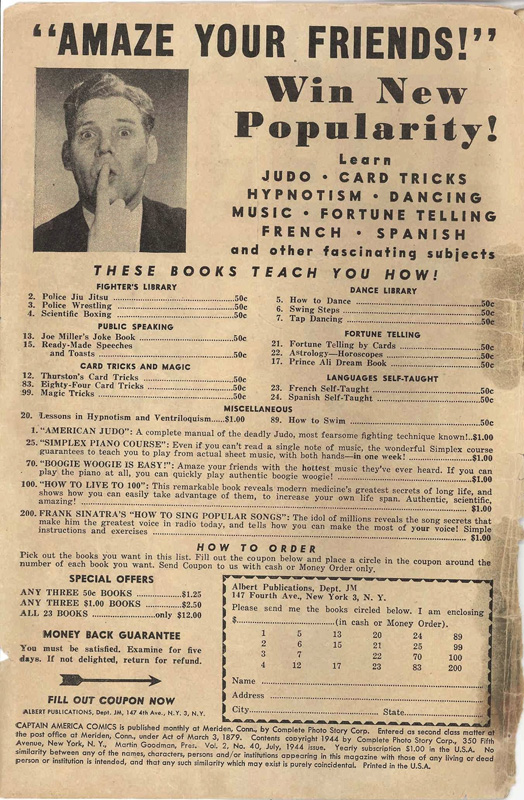 "AMAZE YOUR FRIENDS!"
Win New
Popularity!
Learn
JUDO • CARD TRICKS
HYPNOTISM • DANCING
MUSIC • FORTUNE TELLING
FRENCH • SPANISH
and other fascinating subjects
THESE BOOKS TEACH YOU HOW!
FIGHTER'S LIBRARY
2. Police Jiu Jitsu ..........50c
3. Police Wrestling ..........50c
4. Scientific Boxing ..........50c
PUBLIC SPEAKING
13. Joe Miller's Joke Book ..........50c
15. Ready-Made Speeches
and Toasts ..........50c
CARD TRICKS AND MAGIC
12. Thurston's Card Tricks ..........50c
83. Eighty-Four Card Tricks ..........50c
99. Magic Tricks ..........50c
DANCE LIBRARY
5. How to Dance ..........50c
6. Swing Steps ..........50c
7. Tap Dancing ..........50c
FORTUNE TELLING
21. Fortune Telling by Cards ..........50c
22. Astrology—Horoscopes ..........50c
17. Prince Ali Dream Book ..........50c
LANGUAGES SELF-TAUGHT
23. French Self-Taught ..........50c
24. Spanish Self-Taught ..........50c
MISCELLANEOUS
20. Lessons in Hypnotism and Ventriloquism.....$1.00
89. How to Swim ..........50c
1. "AMERICAN JUDO": A complete manual of the deadly Judo, most fearsome fighting technique known!..$1.00
25. "SIMPLEX PIANO COURSE": Even if you can't read a single note of music, the wonderful Simplex course
guarantees to teach you to play from actual sheet music, with both hands—in one week! ..........$1.00
70. "BOOGIE WOOGIE IS EASY!": Amaze your friends with the hottest music they've ever heard. If you can
play the piano at all, you can quickly play authentic boogie woogie! ..........$1.00
100. "HOW TO LIVE TO 100": This remarkable book reveals modern medicine's greatest secrets of long life, and
shows how you can easily take advantage of them, to increase your own life span. Authentic, scientific,
amazing! ..........$1.00
200. FRANK SINATRA'S "HOW TO SING POPULAR SONGS": The idol of millions reveals the song secrets that
make him the greatest voice in radio today, and tells how you can make the most of your voice! Simple
instructions and exercises ..........$1.00
HOW TO ORDER
Pick out the books you want in this list. Fill out the coupon below and place a circle in the coupon around the
number of each book you want. Send Coupon to us with cash or Money Order only.
SPECIAL OFFERS
ANY THREE 50c BOOKS ..........$1.25
ANY THREE $1.00 BOOKS ..........$2.50
ALL 23 BOOKS ..........only $12.00
MONEY BACK GUARANTEE
You must be satisfied. Examine for five
days. If not delighted, return for refund.
FILL OUT COUPON NOW
ALBERT PUBLICATIONS, Dept. JM, 147 4th Ave., N.Y. 3, N.Y.
Albert Publications, Dept. JM
147 Fourth Ave., New York 3, N. Y.
Please send me the books circled below. I am enclosing
$..........(in cash or Money Order).
1 5 13 20 24 89
2 6 15 21 25 99
3 7 22 70 100
4 12 17 23 83 200
Name
Address
City.......... State..........
CAPTAIN AMERICA COMICS is published monthly at Meriden, Conn., by Complete Photo Story Corp. Entered as second class matter at
the post office at Meriden, Conn., under Act of March 3, 1879. Contents copyright 1944 by Complete Photo Story Corp., 350 Fifth
Avenue, New York, N. Y., Martin Goodman, Pres. Vol. 2, No. 40, July, 1944 issue. Yearly subscription $1.00 in the U.S.A. No
similarity between any of the names, characters, persons and/or institutions appearing in this magazine with those of any living or dead
person or institution is intended, and that any such similarity which may exist is purely coincidental. Printed in the U.S.A.